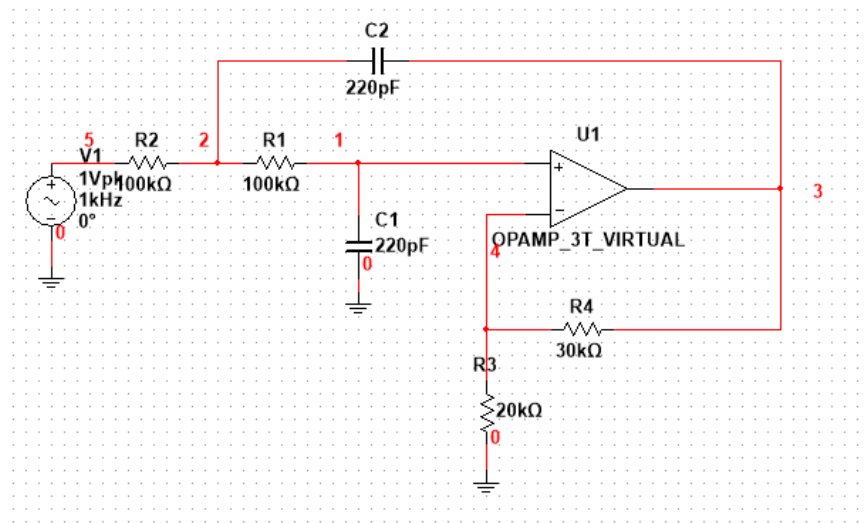 C2
220pF
5
R2
2
R1
1
U1
V1
1Vpk
100kΩ
100kΩ
1kHz
0°
3
0
C1
220pF
OPAMP_3T_VIRTUAL
4
0
R4
30kΩ
R3
20kΩ
0